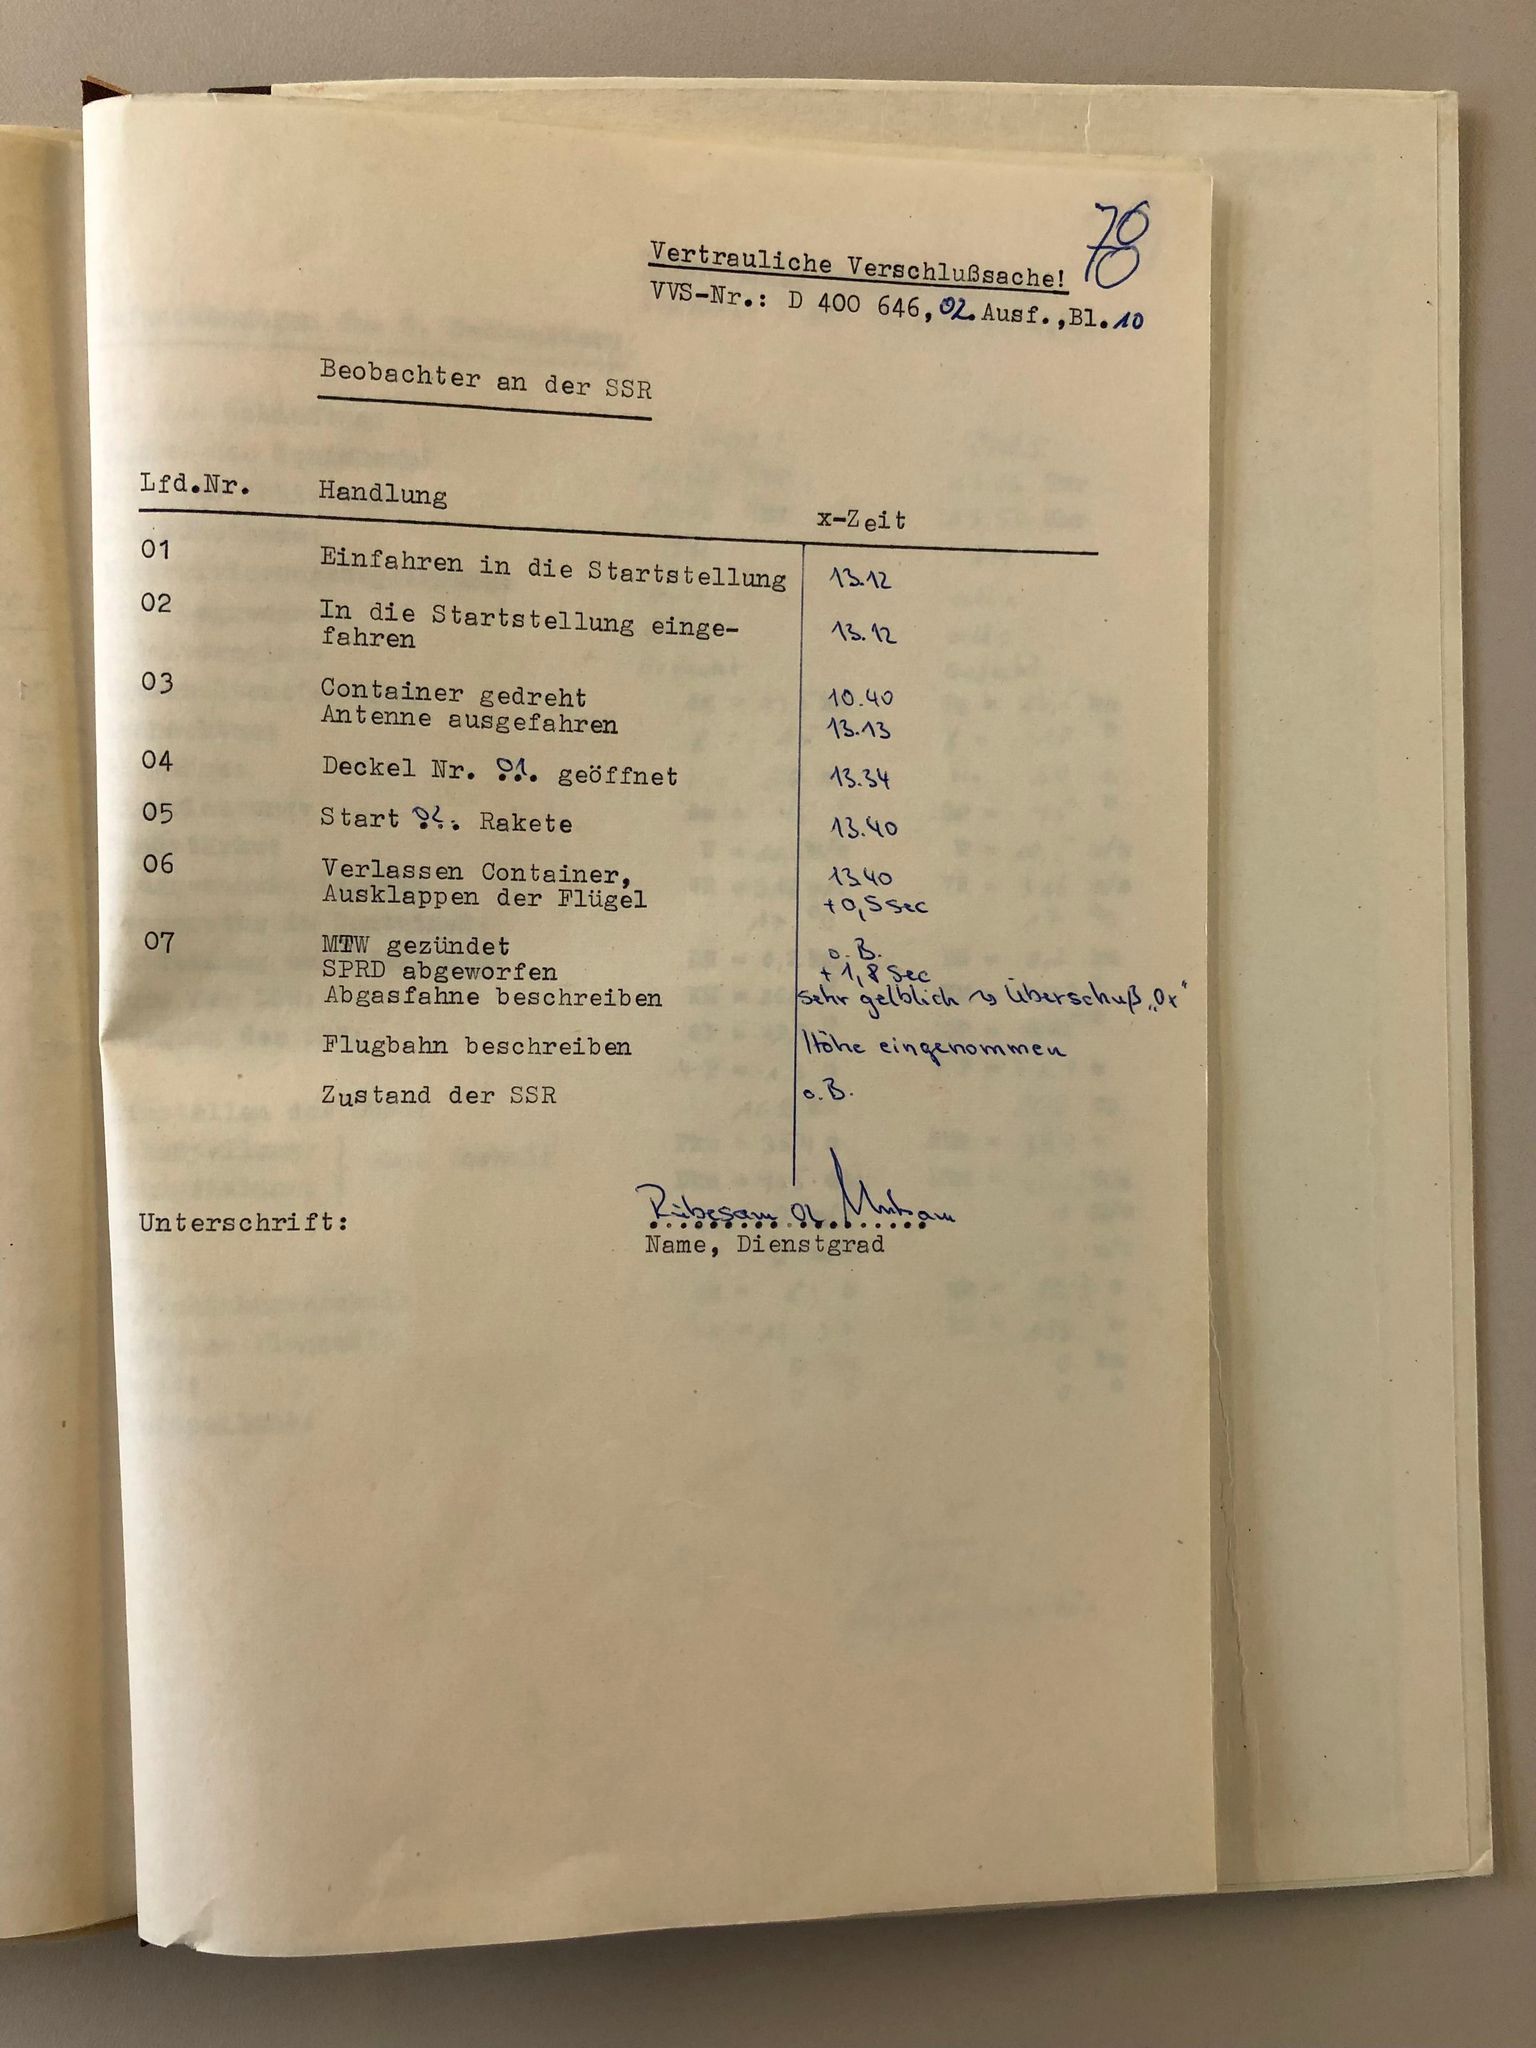 Vertrauliche Verschlußsache!
VVS-Nr.: D 400 646, 02. Ausf., Bl. 10
Beobachter an der SSR
Lfd.Nr. Handlung x-Zeit
01 Einfahren in die Startstellung 13.12
02 In die Startstellung einge-
fahren 13.12
03 Container gedreht 10.40
Antenne ausgefahren 13.13
04 Deckel Nr. 01. geöffnet 13.34
05 Start Rakete 13.40
06 Verlassen Container, 13.40
Ausklappen der Flügel +0,5 sec
07 MTW gezündet o.B.
SPRD abgeworfen +1,8 sec
Abgasfahne beschreiben sehr gelblich Überschuß „Ox"
Flugbahn beschreiben Höhe eingenommen
Zustand der SSR o.B.
Unterschrift: Rübesam
Name, Dienstgrad